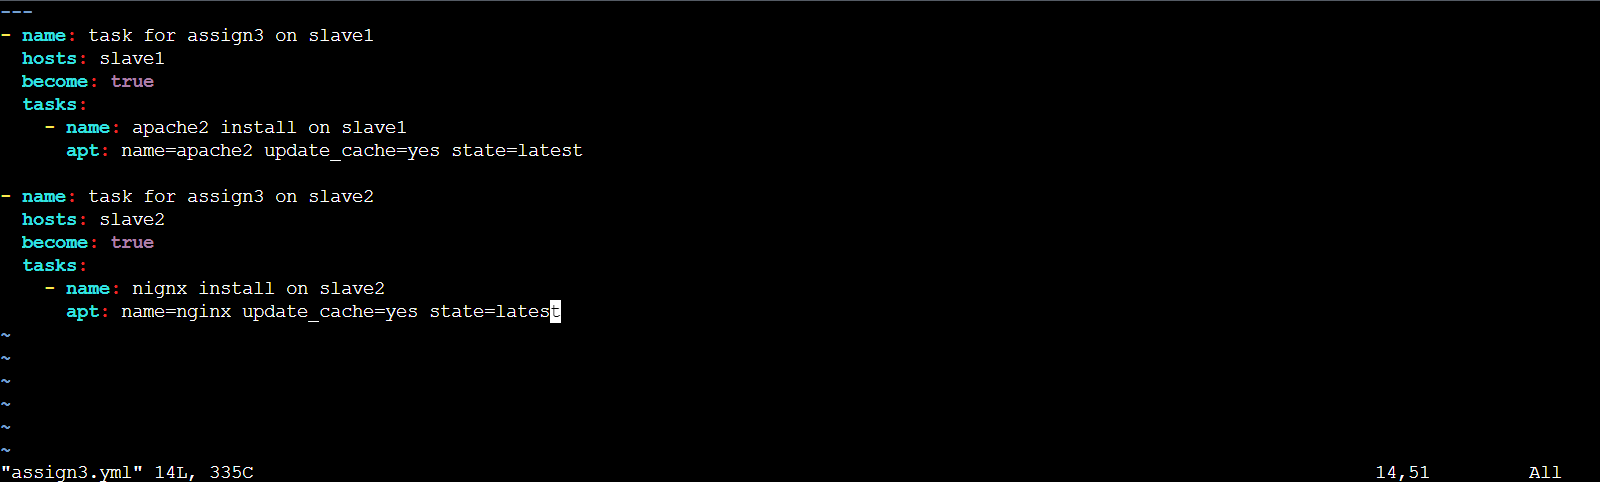 ---
- name: task for assign3 on slave1
  hosts: slave1
  become: true
  tasks:
    - name: apache2 install on slave1
      apt: name=apache2 update_cache=yes state=latest

- name: task for assign3 on slave2
  hosts: slave2
  become: true
  tasks:
    - name: nignx install on slave2
      apt: name=nginx update_cache=yes state=latest
~
~
~
~
~
~
"assign3.yml" 14L, 335C 14,51 All